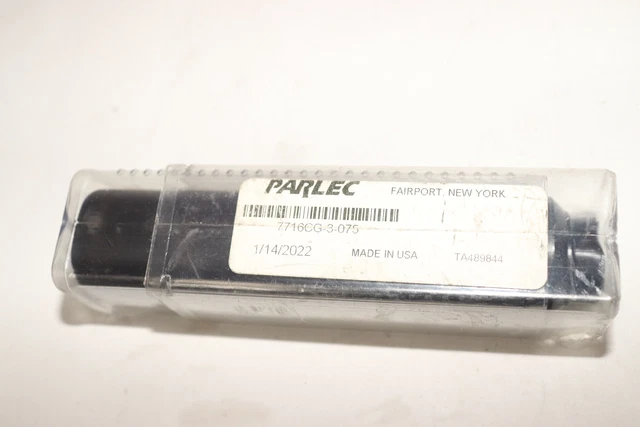 PARLEC FAIRPORT, NEW YORK
7716CG-3-075
1/14/2022 MADE IN USA TA489844